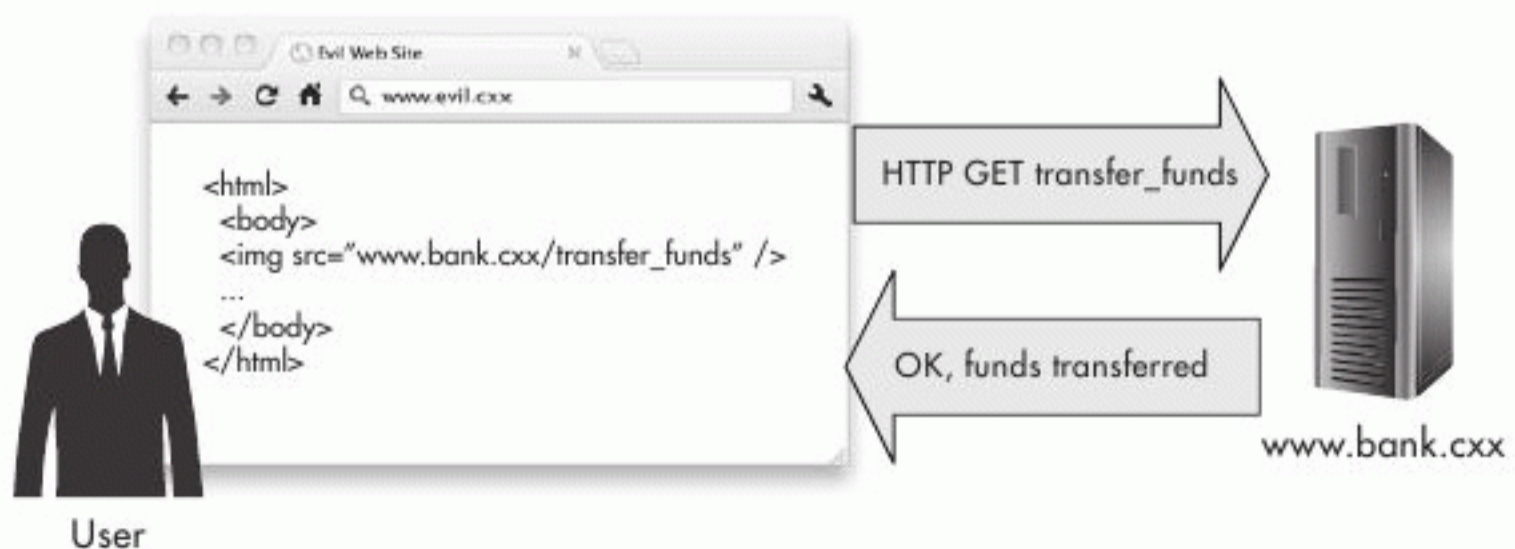 Evil Web Site
www.evil.cxx
<html>
<body>
<img src="www.bank.cxx/transfer_funds" />
...
</body>
</html>
HTTP GET transfer_funds
OK, funds transferred
www.bank.cxx
User